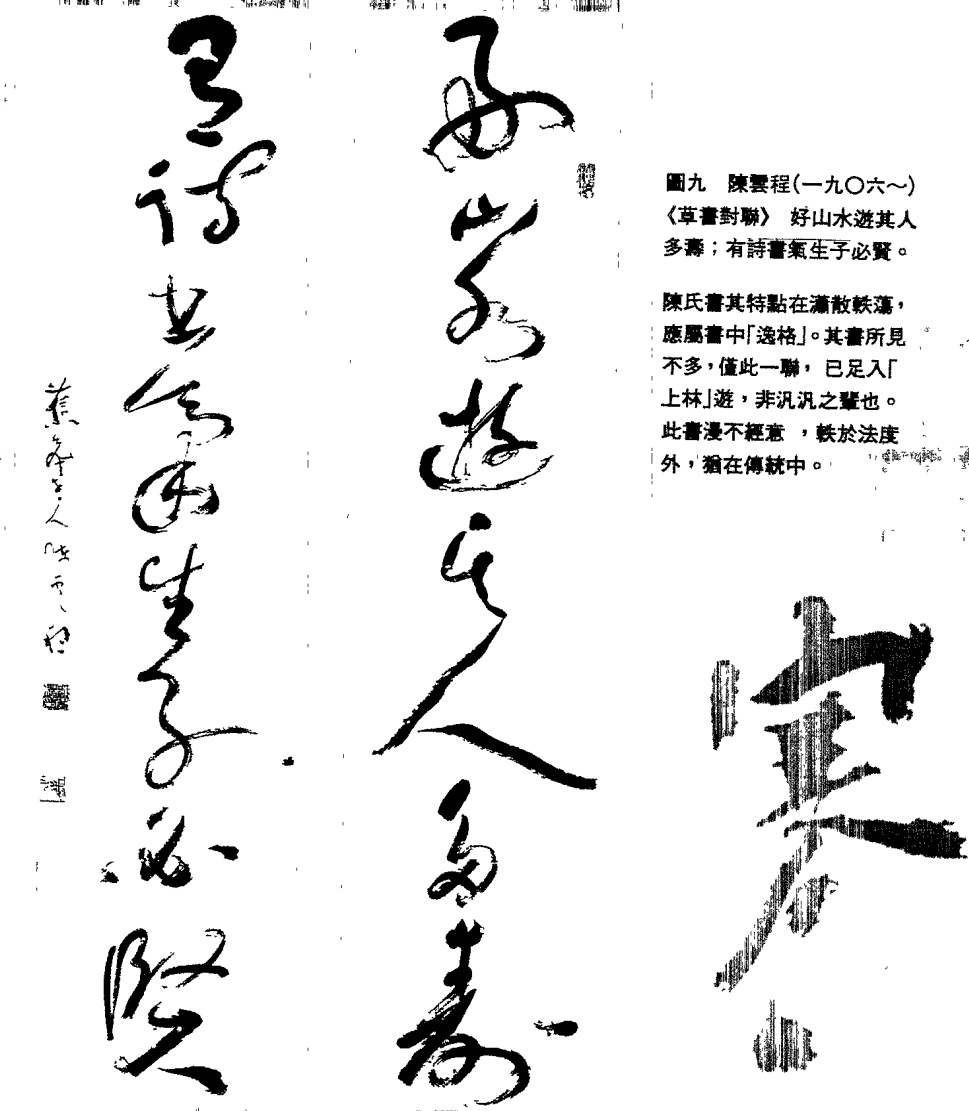 圖九　陳雲程(一九〇六～)
《草書對聯》 好山水遊其人
多壽；有詩書氣生子必賢。
陳氏書其特點在瀟散軼蕩，
應屬書中「逸格」。其書所見
不多，僅此一聯， 已足入「
上林」遊，非汎汎之輩也。
此書漫不經意 ，軼於法度
外，猶在傳統中。
寒
好山水遊其人多壽
有詩書氣生子必賢
蕉人陳雲程